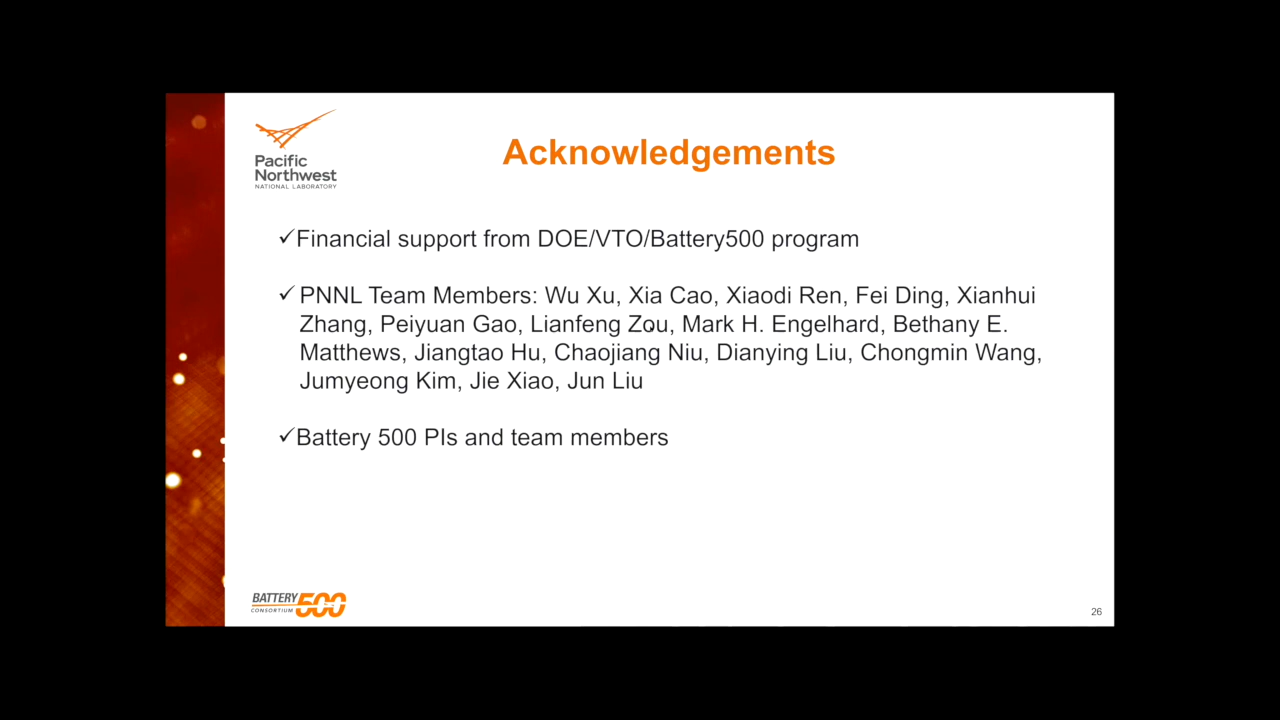 Pacific
Northwest
NATIONAL LABORATORY
Acknowledgements
✓Financial support from DOE/VTO/Battery500 program
✓PNNL Team Members: Wu Xu, Xia Cao, Xiaodi Ren, Fei Ding, Xianhui
Zhang, Peiyuan Gao, Lianfeng Zou, Mark H. Engelhard, Bethany E.
Matthews, Jiangtao Hu, Chaojiang Niu, Dianying Liu, Chongmin Wang,
Jumyeong Kim, Jie Xiao, Jun Liu
✓Battery 500 PIs and team members
BATTERY 500
CONSORTIUM
26